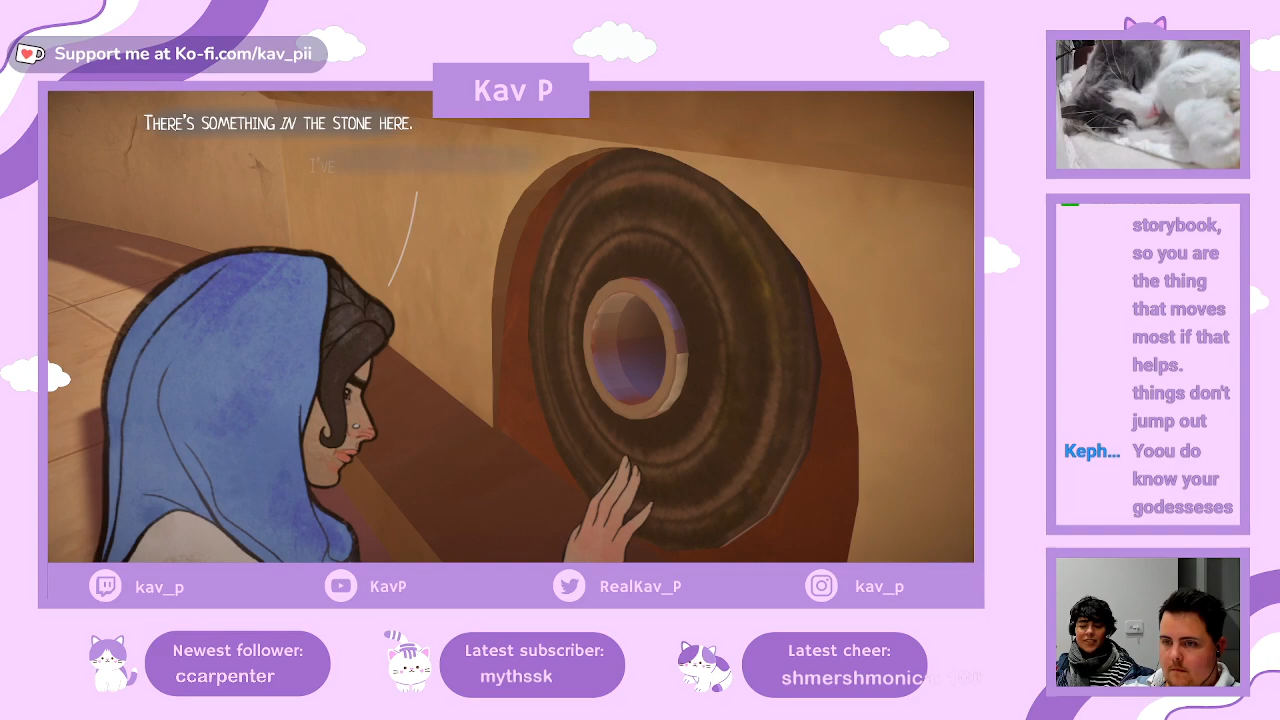 Support me at Ko-fi.com/kav_pii
Kav P
THERE'S SOMETHING IN THE STONE HERE.
I'VE
storybook,
so you are
the thing
that moves
most if that
helps.
things don't
jump out
Keph... Yoou do
know your
godesseses
kav_p
KavP
RealKav_P
kav_p
Newest follower:
ccarpenter
Latest subscriber:
mythssk
Latest cheer:
shmershmonica: